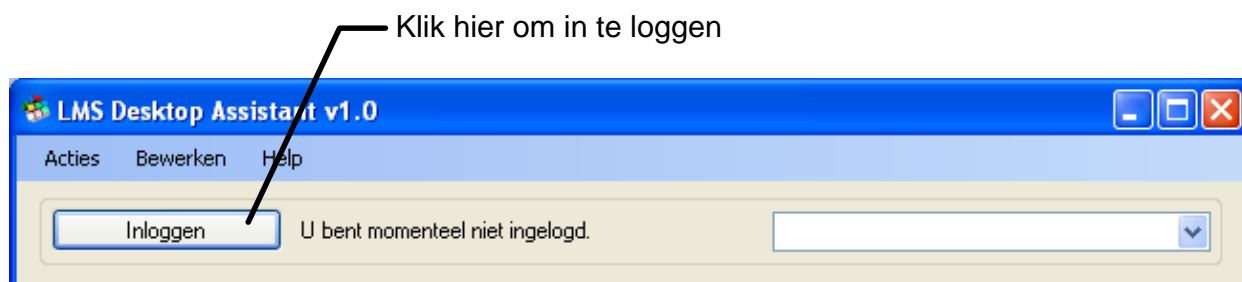 Klik hier om in te loggen
LMS Desktop Assistant v1.0
Acties Bewerken Help
Inloggen U bent momenteel niet ingelogd.